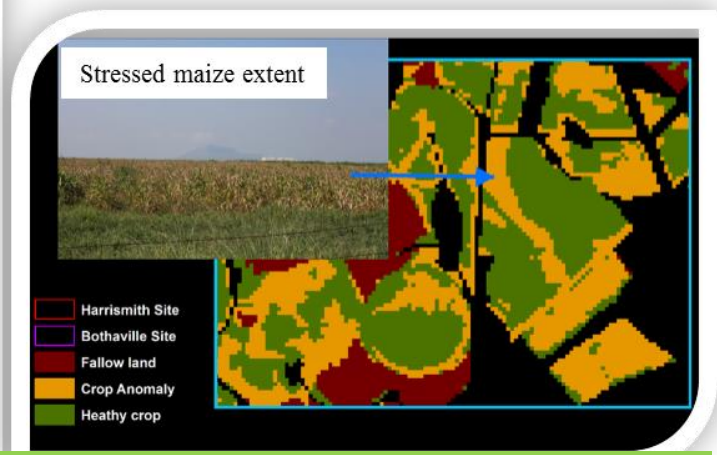 Stressed maize extent
Harrismith Site
Bothaville Site
Fallow land
Crop Anomaly
Heathy crop